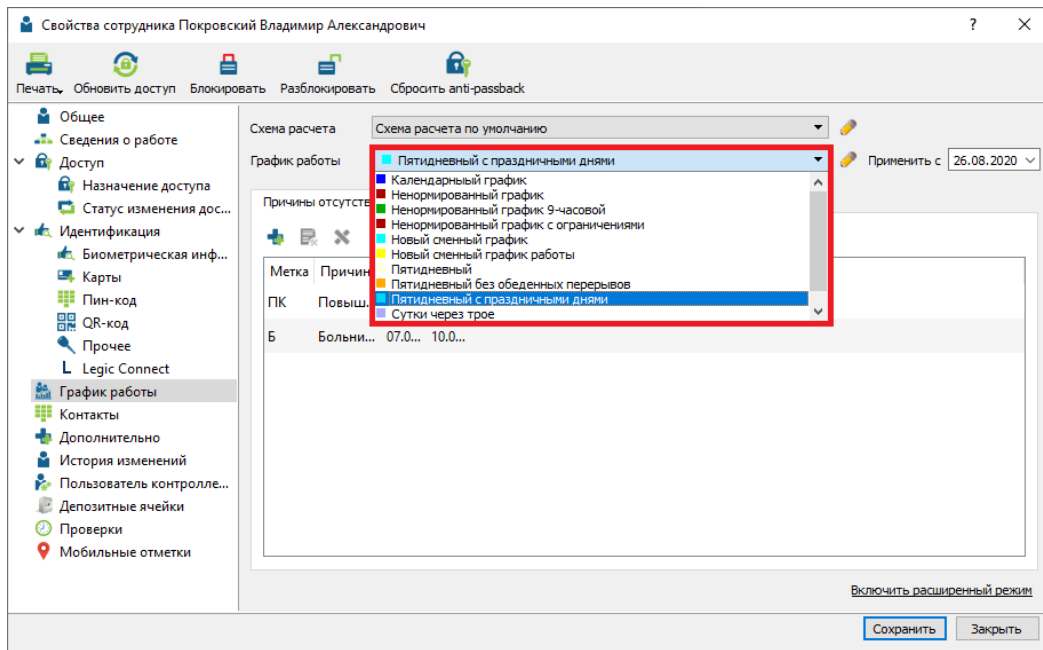 Свойства сотрудника Покровский Владимир Александрович
Печать Обновить доступ Блокировать Разблокировать Сбросить anti-passback
Общее
Сведения о работе
Доступ
Назначение доступа
Статус изменения дос...
Идентификация
Биометрическая инф...
Карты
Пин-код
QR-код
Прочее
Legic Connect
График работы
Контакты
Дополнительно
История изменений
Пользователь контролле...
Депозитные ячейки
Проверки
Мобильные отметки
Схема расчета Схема расчета по умолчанию
График работы Пятидневный с праздничными днями Применить с 26.08.2020
Календарный график
Ненормированный график
Ненормированный график 9-часовой
Ненормированный график с ограничениями
Новый сменный график
Новый сменный график работы
Пятидневный
Пятидневный без обеденных перерывов
Пятидневный с праздничными днями
Сутки через трое
Причины отсутств
Метка Причин
ПК Повыш.
Б Больни... 07.0... 10.0...
Включить расширенный режим
Сохранить Закрыть